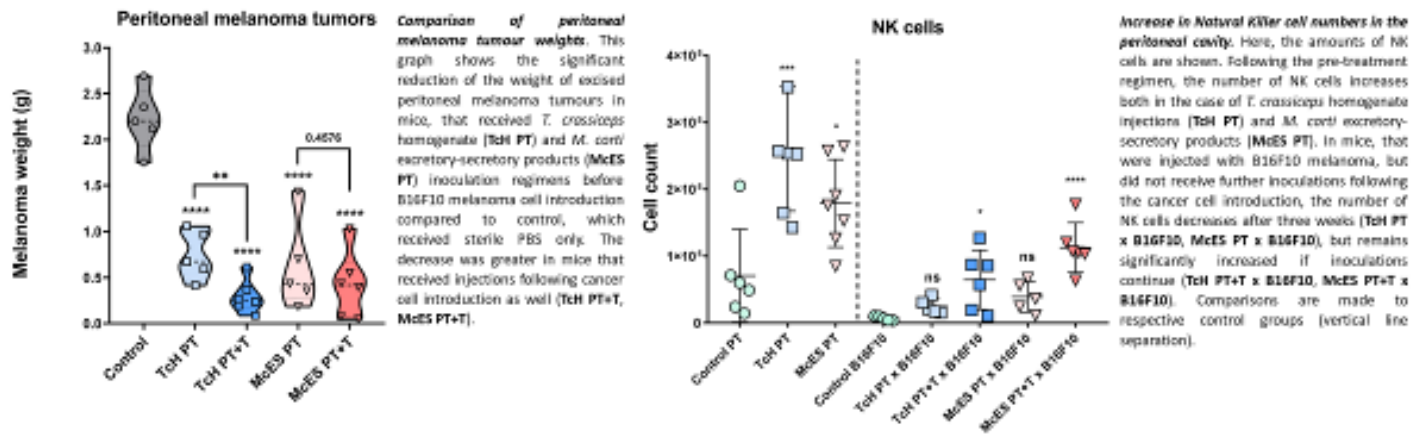 Peritoneal melanoma tumors
Melanoma weight (g)
3.0
2.5
2.0
1.5
1.0
0.5
0.0
0.4576
**
****
****
****
****
Control
TcH PT
TcH PT+T
McES PT
McES PT+T
Comparison of peritoneal
melanoma tumour weights. This
graph shows the significant
reduction of the weight of excised
peritoneal melanoma tumours in
mice, that received T. crassiceps
homogenate (TcH PT) and M. corti
excretory-secretory products (McES
PT) inoculation regimens before
B16F10 melanoma cell introduction
compared to control, which
received sterile PBS only. The
decrease was greater in mice that
received injections following cancer
cell introduction as well (TcH PT+T,
McES PT+T).
NK cells
Cell count
0
***
*
ns
*
ns
****
Control PT
TcH PT
McES PT
Control B16F10
TcH PT x B16F10
TcH PT+T x B16F10
McES PT x B16F10
McES PT+T x B16F10
Increase in Natural Killer cell numbers in the
peritoneal cavity. Here, the amounts of NK
cells are shown. Following the pre-treatment
regimen, the number of NK cells increases
both in the case of T. crassiceps homogenate
injections (TcH PT) and M. corti excretory-
secretory products (McES PT). In mice, that
were injected with B16F10 melanoma, but
did not receive further inoculations following
the cancer cell introduction, the number of
NK cells decreases after three weeks (TcH PT
x B16F10, McES PT x B16F10), but remains
significantly increased if inoculations
continue (TcH PT+T x B16F10, McES PT+T x
B16F10). Comparisons are made to
respective control groups (vertical line
separation).